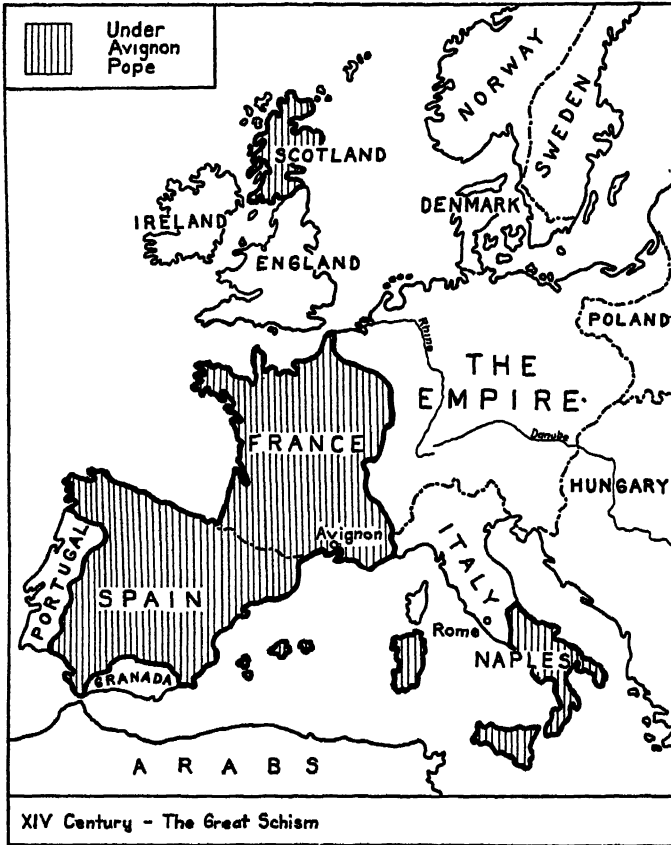 Under
Avignon
Pope
NORWAY
SWEDEN
SCOTLAND
IRELAND
DENMARK
ENGLAND
POLAND
Rhine
THE
EMPIRE
Danube
FRANCE
HUNGARY
Avignon
ITALY
PORTUGAL
SPAIN
Rome
NAPLES
GRANADA
ARABS
XIV Century - The Great Schism